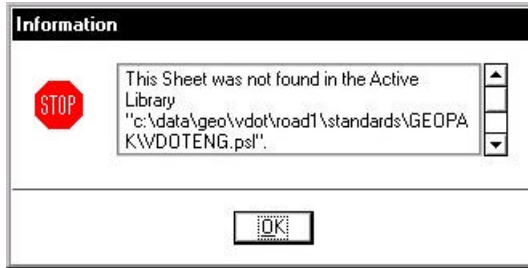 Information
STOP
This Sheet was not found in the Active
Library
"c:\data\geo\vdot\road1\standards\GEOPA
K\VDOTENG.psl".
OK